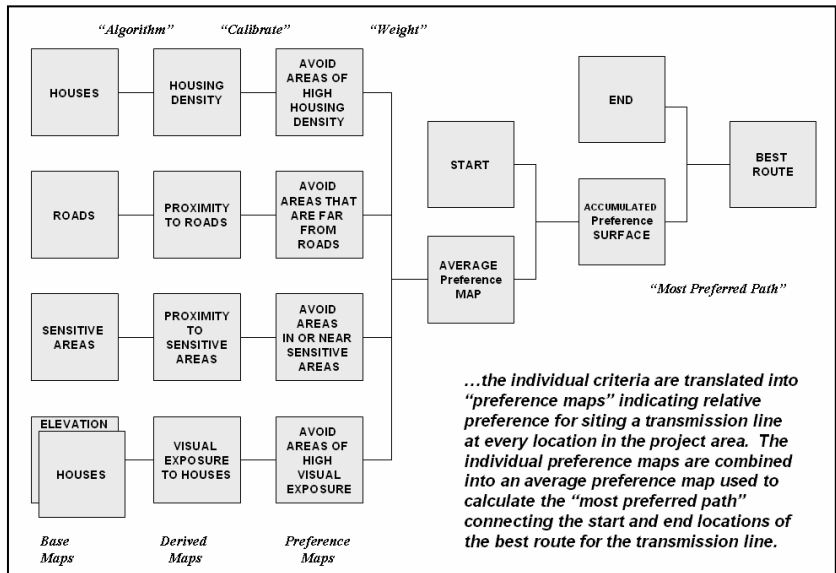 “Algorithm”
“Calibrate”
“Weight”
HOUSES
HOUSING
DENSITY
AVOID
AREAS OF
HIGH
HOUSING
DENSITY
ROADS
PROXIMITY
TO ROADS
AVOID
AREAS THAT
ARE FAR
FROM
ROADS
SENSITIVE
AREAS
PROXIMITY
TO
SENSITIVE
AREAS
AVOID
AREAS
IN OR NEAR
SENSITIVE
AREAS
ELEVATION
HOUSES
VISUAL
EXPOSURE
TO HOUSES
AVOID
AREAS OF
HIGH
VISUAL
EXPOSURE
Base
Maps
Derived
Maps
Preference
Maps
START
AVERAGE
Preference
MAP
END
ACCUMULATED
Preference
SURFACE
BEST
ROUTE
“Most Preferred Path”
…the individual criteria are translated into
“preference maps” indicating relative
preference for siting a transmission line
at every location in the project area. The
individual preference maps are combined
into an average preference map used to
calculate the “most preferred path”
connecting the start and end locations of
the best route for the transmission line.